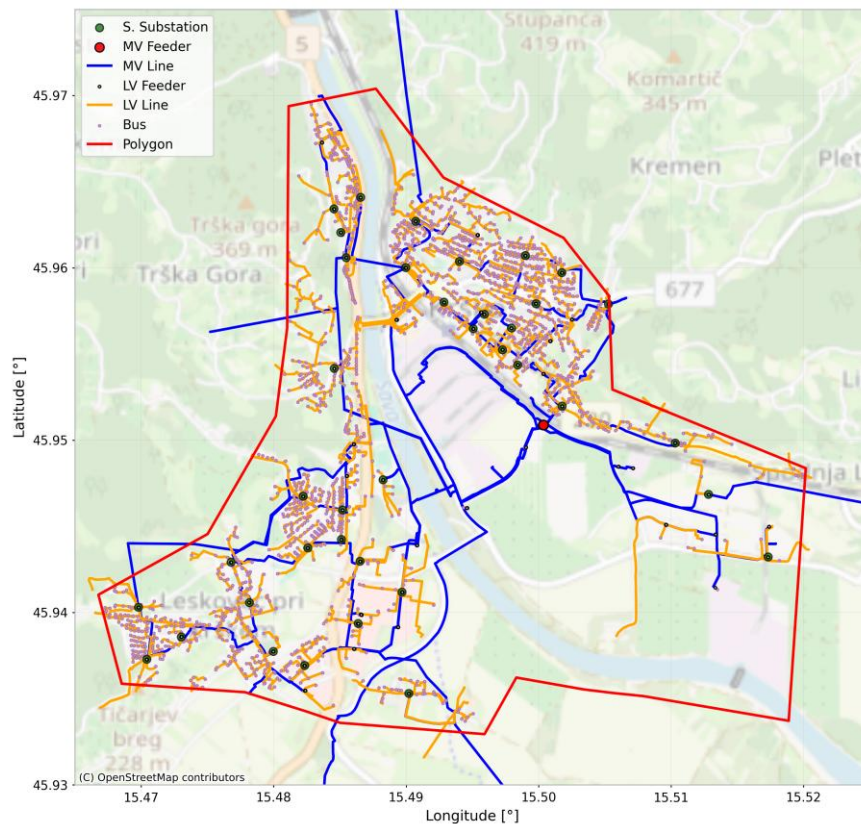 S. Substation
MV Feeder
MV Line
LV Feeder
LV Line
Bus
Polygon
5
Stupanca
419 m
Komartič
345 m
Kremen
Plet
Trška gora
369 m
Trška Gora
677
Li
Leskov
pri
Tičarjev
breg
228 m
(C) OpenStreetMap contributors
45.97
45.96
45.95
45.94
45.93
Latitude [°]
15.47
15.48
15.49
15.50
15.51
15.52
Longitude [°]